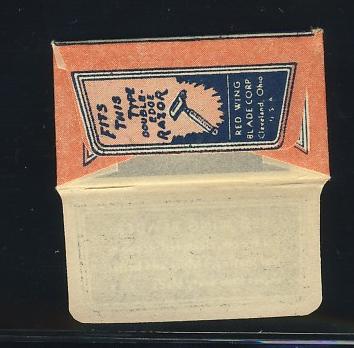 FITS
THIS
TYPE
DOUBLE-
EDGE
RAZOR
RED WING
BLADE CORP
Cleveland, Ohio
U.S.A.